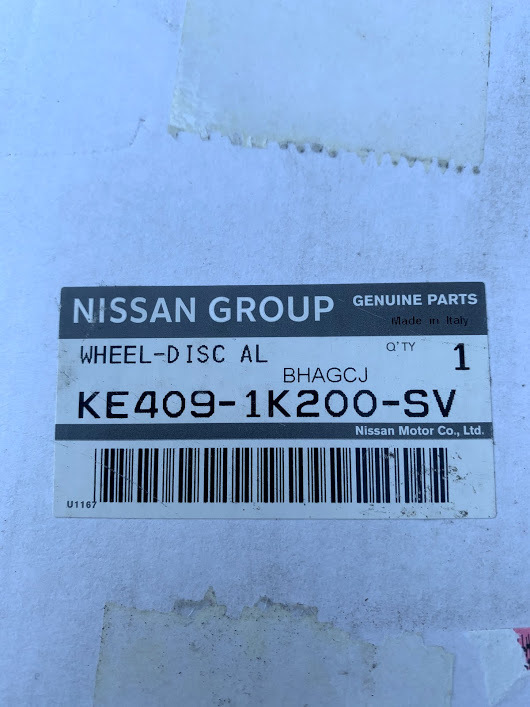 NISSAN GROUP GENUINE PARTS
Made in Italy
WHEEL-DISC AL Q'TY 1
BHAGCJ
KE409-1K200-SV
Nissan Motor Co., Ltd.
U1167